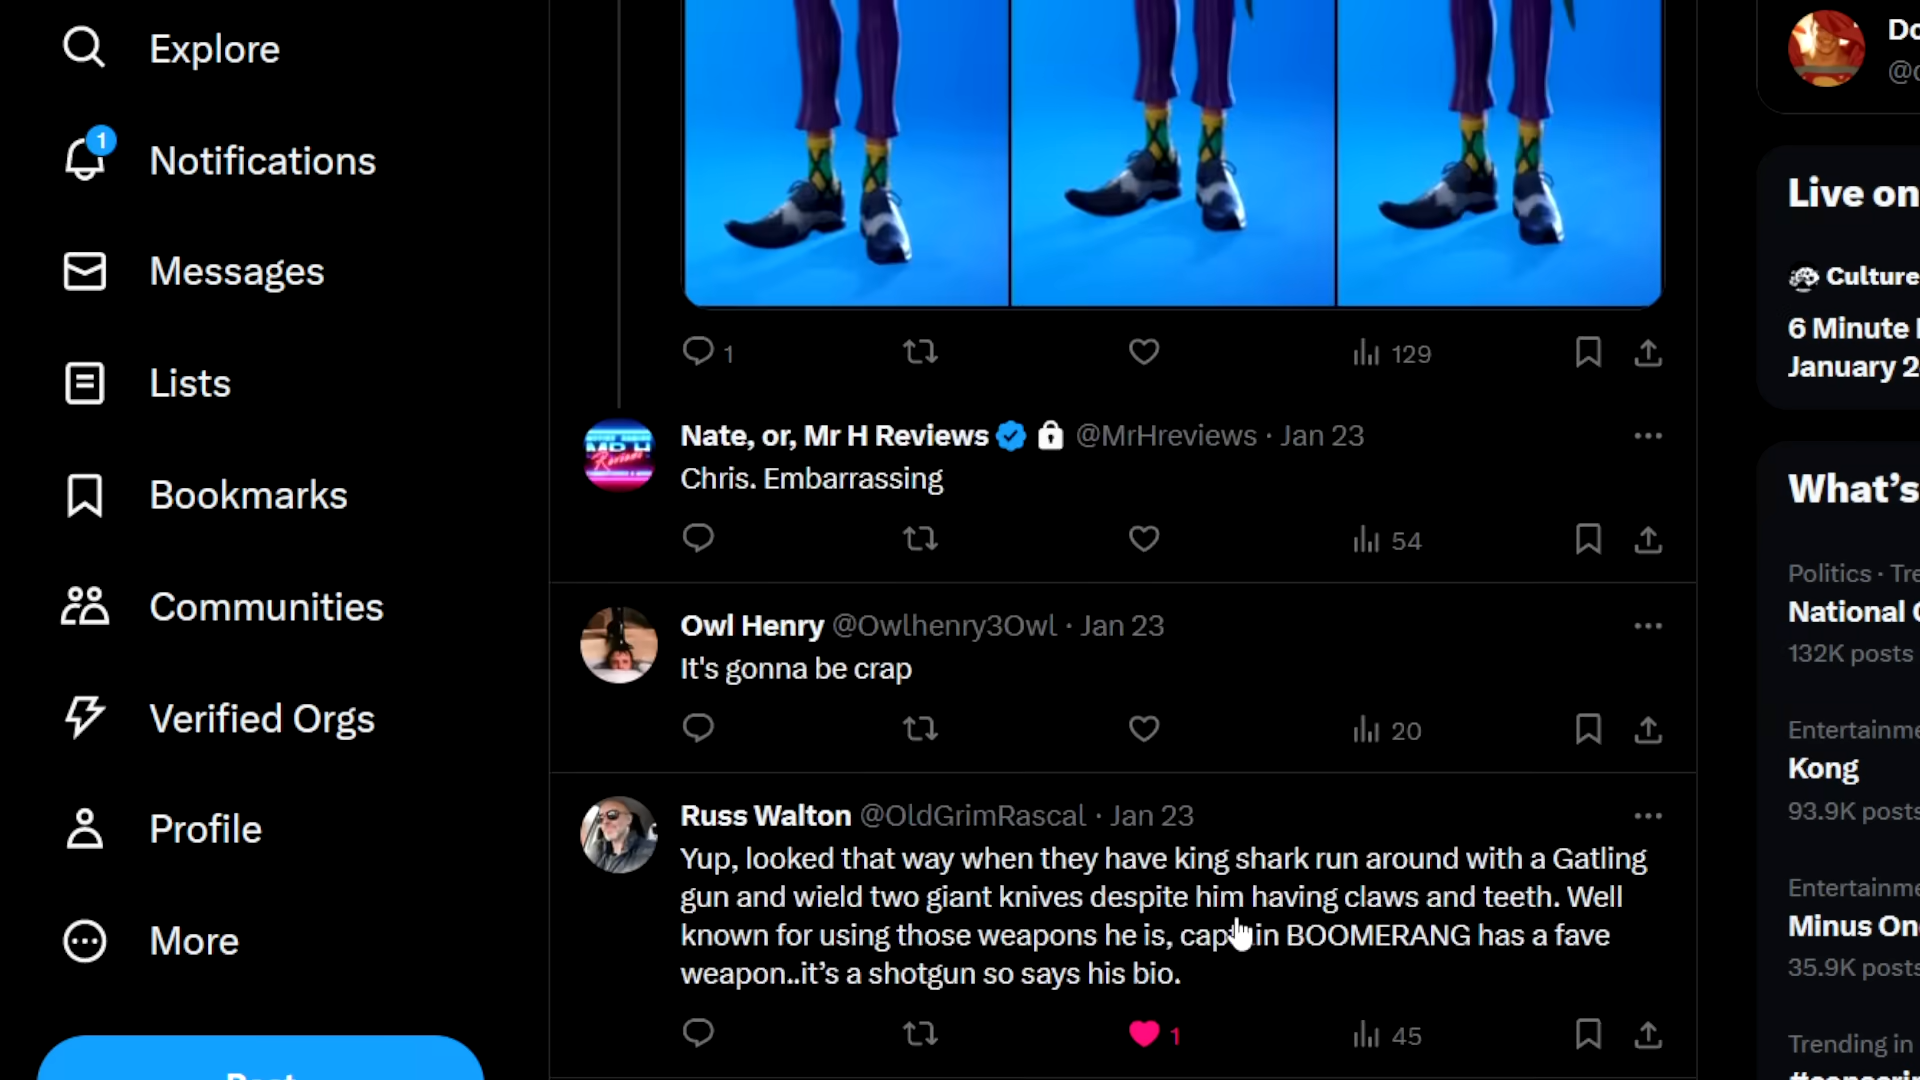 Explore
1
Notifications
Messages
Lists
Bookmarks
Communities
Verified Orgs
Profile
More
1
129
Nate, or, Mr H Reviews @MrHreviews · Jan 23
Chris. Embarrassing
54
Owl Henry @Owlhenry3Owl · Jan 23
It's gonna be crap
20
Russ Walton @OldGrimRascal · Jan 23
Yup, looked that way when they have king shark run around with a Gatling
gun and wield two giant knives despite him having claws and teeth. Well
known for using those weapons he is, captain BOOMERANG has a fave
weapon..it’s a shotgun so says his bio.
1
45
Live on
Culture
6 Minute
January 2
What’s
Politics ·
National
132K posts
Kong
93.9K posts
Minus
35.9K posts
Trending in